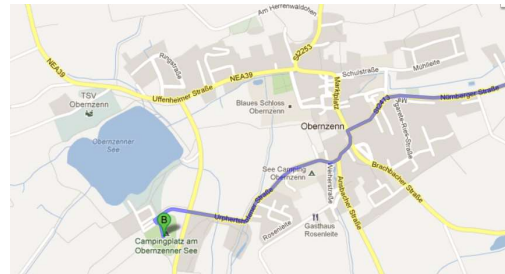 Am Herrenwäldchen
NEA39
St2253
Ringstraße
Schulstraße
Mühlleite
NEA39
TSV
Obernzenn
Uffenheimer Straße
Marktplatz
Blaues Schloss
Obernzenn
Nürnberger Straße
Obernzenn
Obernzenner
See
See Camping
Obernzenn
Weiherstraße
Brachbacher Straße
Ansbacher Straße
B
Urphertshofer Straße
Campingplatz am
Obernzenner See
Rosenleite
Gasthaus
Rosenleite